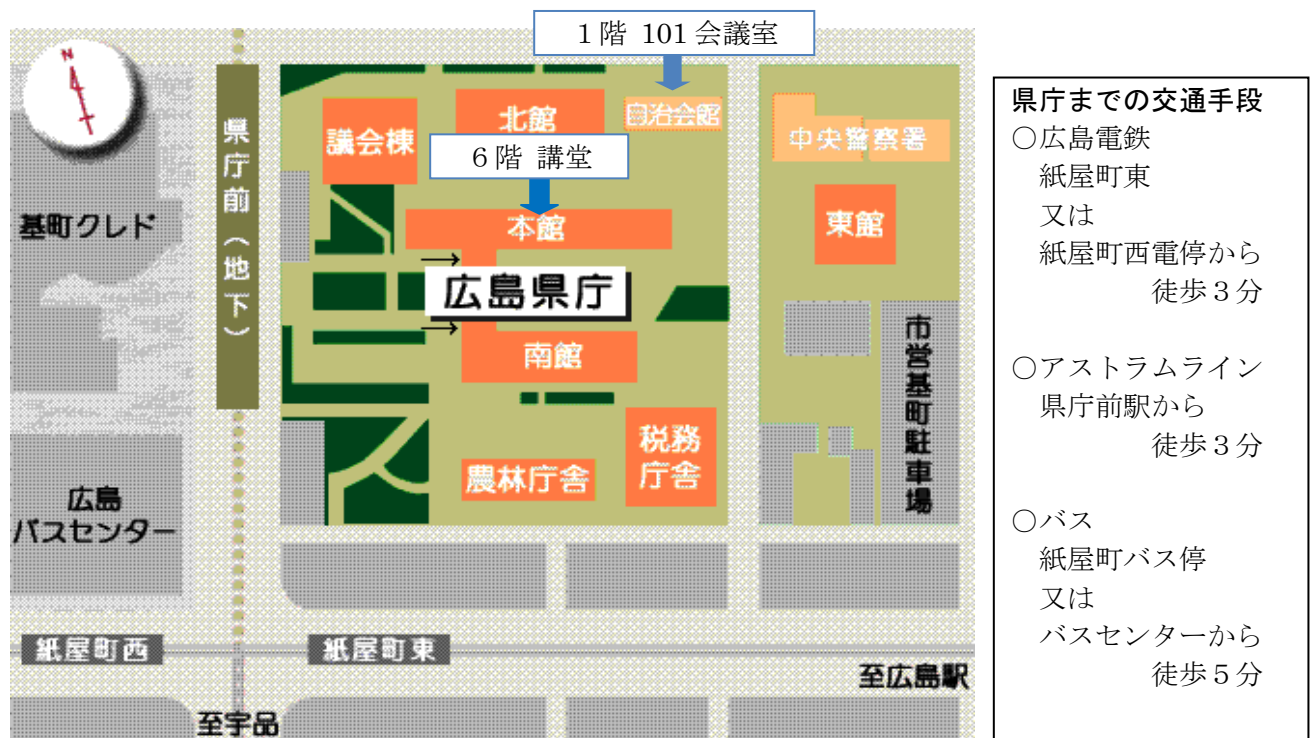 1階 101会議室
N
議会棟
北館
自治会館
中央警察署
県庁前(地下)
6階 講堂
基町クレド
本館
東館
→
広島県庁
→
南館
市営基町駐車場
税務
庁舎
農林庁舎
広島
バスセンター
紙屋町西
紙屋町東
至広島駅
至宇品
県庁までの交通手段
○広島電鉄
紙屋町東
又は
紙屋町西電停から
徒歩3分
○アストラムライン
県庁前駅から
徒歩3分
○バス
紙屋町バス停
又は
バスセンターから
徒歩5分